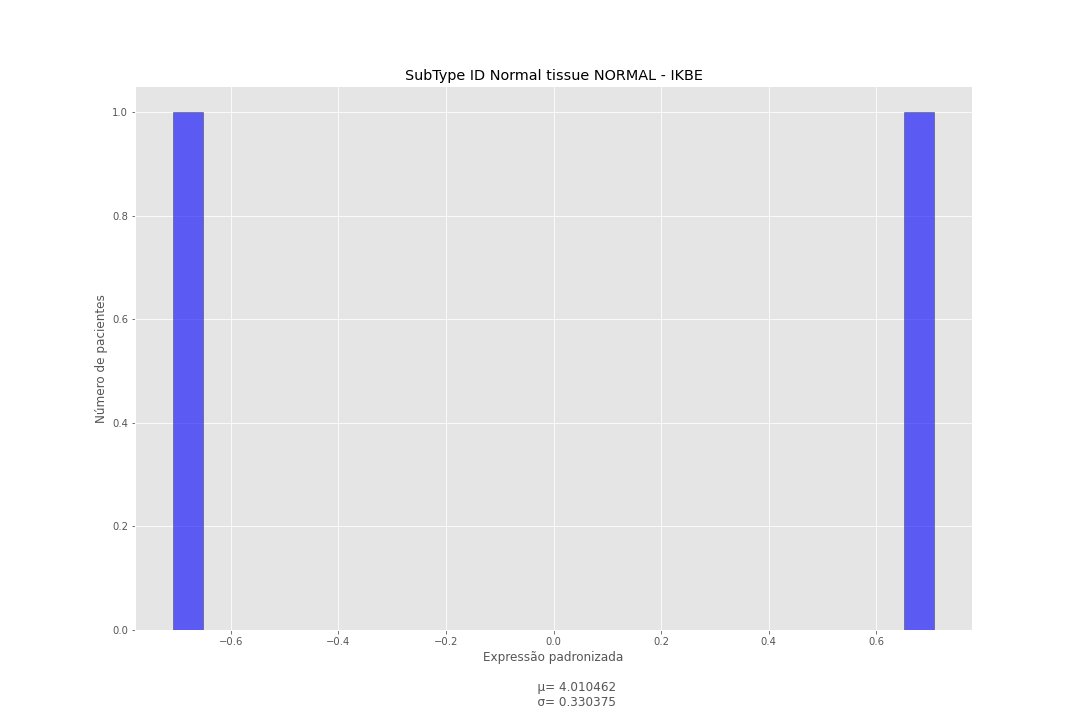 SubType ID Normal tissue NORMAL - IKBE
Número de pacientes
1.0
0.8
0.6
0.4
0.2
0.0
−0.6
−0.4
−0.2
0.0
0.2
0.4
0.6
Expressão padronizada
μ= 4.010462
σ= 0.330375